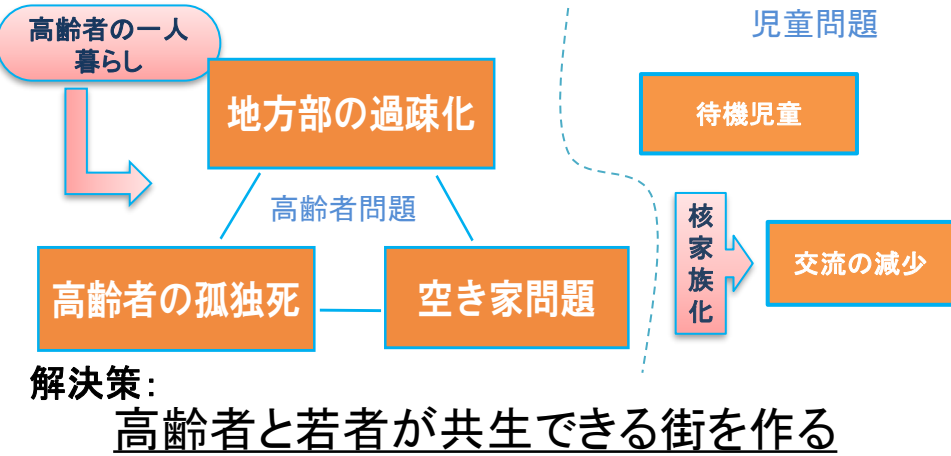 高齢者の一人
暮らし
地方部の過疎化
高齢者問題
高齢者の孤独死
空き家問題
児童問題
待機児童
核
家
族
化
交流の減少
解決策：
高齢者と若者が共生できる街を作る